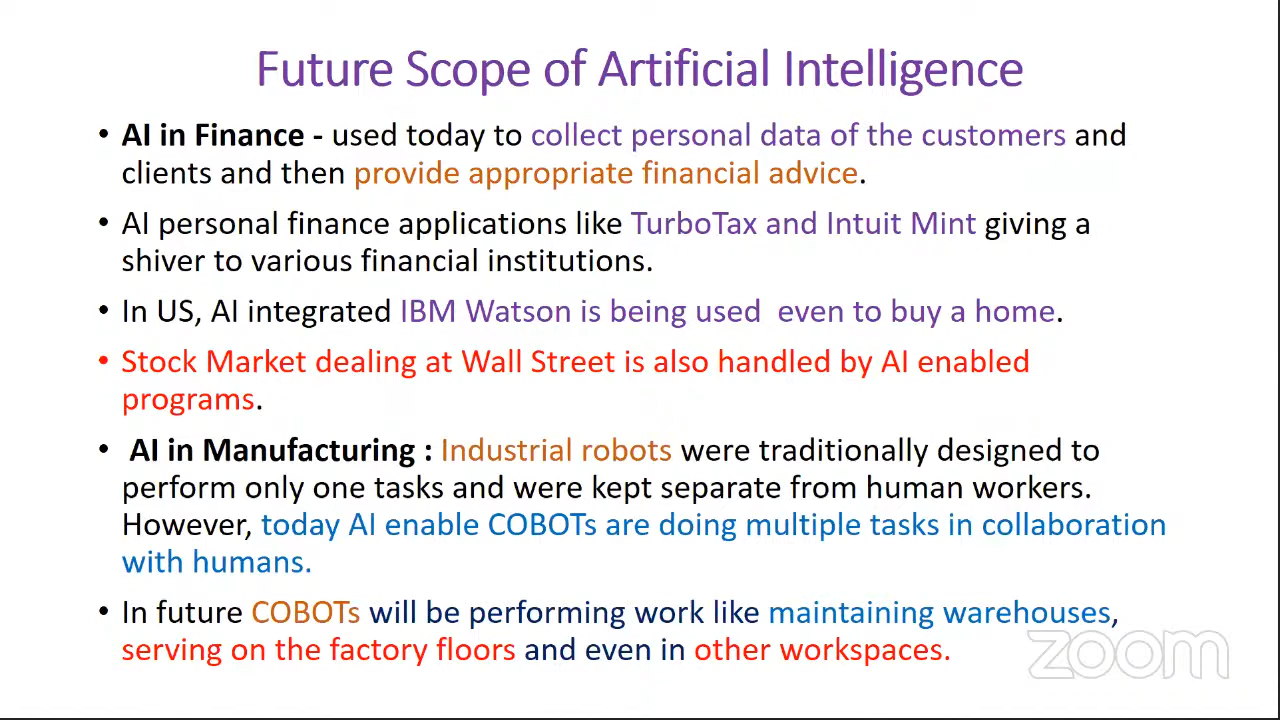 Future Scope of Artificial Intelligence
• AI in Finance - used today to collect personal data of the customers and
clients and then provide appropriate financial advice.
• AI personal finance applications like TurboTax and Intuit Mint giving a
shiver to various financial institutions.
• In US, AI integrated IBM Watson is being used  even to buy a home.
• Stock Market dealing at Wall Street is also handled by AI enabled
programs.
• AI in Manufacturing : Industrial robots were traditionally designed to
perform only one tasks and were kept separate from human workers.
However, today AI enable COBOTs are doing multiple tasks in collaboration
with humans.
• In future COBOTs will be performing work like maintaining warehouses,
serving on the factory floors and even in other workspaces.
zoom